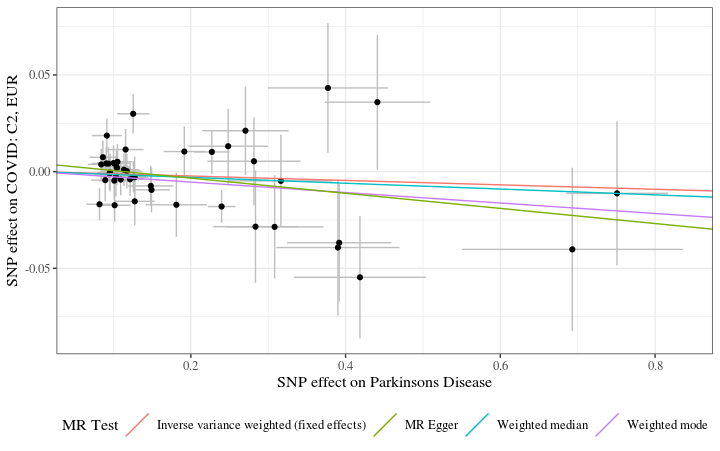 SNP effect on COVID: C2, EUR
0.05
0.00
-0.05
0.2 0.4 0.6 0.8
SNP effect on Parkinsons Disease
MR Test Inverse variance weighted (fixed effects) MR Egger Weighted median Weighted mode